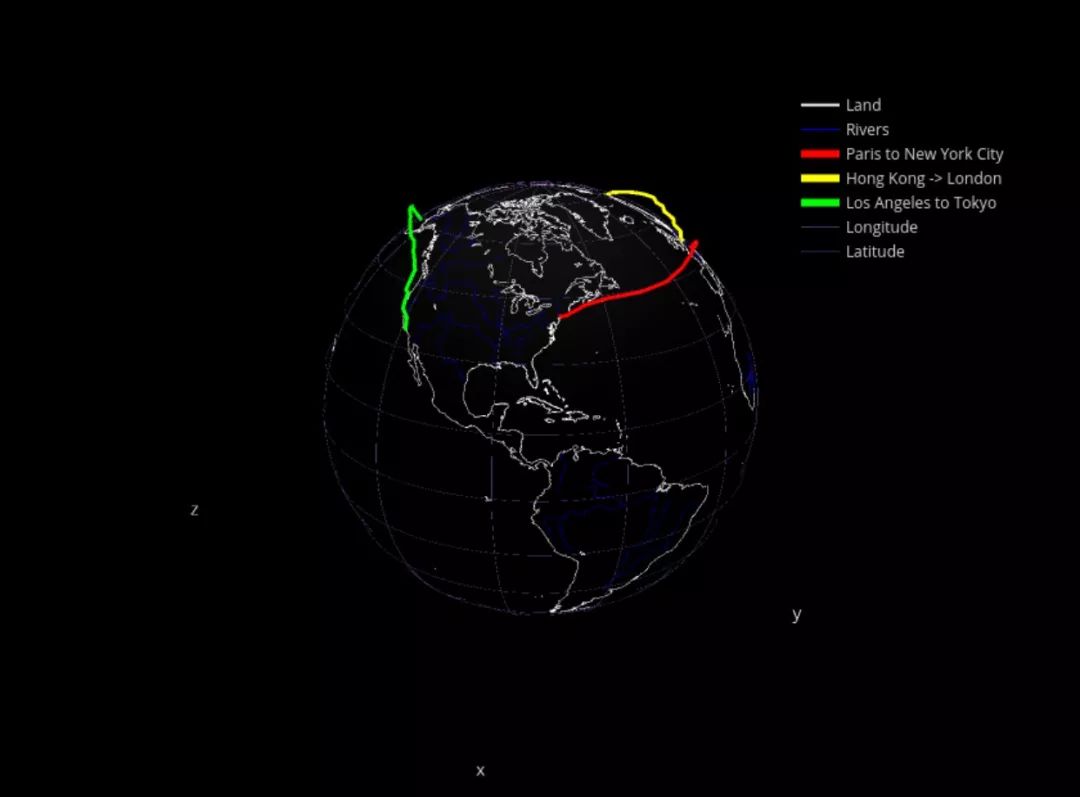 Land
Rivers
Paris to New York City
Hong Kong -> London
Los Angeles to Tokyo
Longitude
Latitude
z
y
x